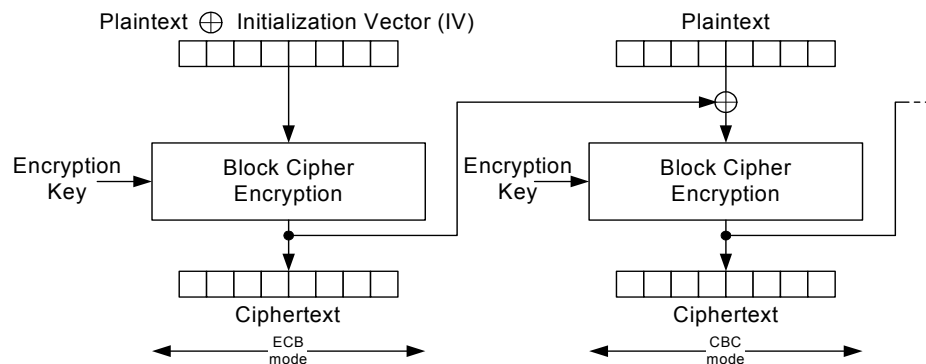 Plaintext ⊕ Initialization Vector (IV)
Plaintext
Encryption
Key
Block Cipher
Encryption
Encryption
Key
Block Cipher
Encryption
Ciphertext
Ciphertext
ECB
mode
CBC
mode